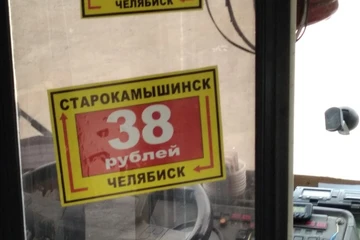 ЧЕЛЯБИСК
СТАРОКАМЫШИНСК
38
рублей
ЧЕЛЯБИСК